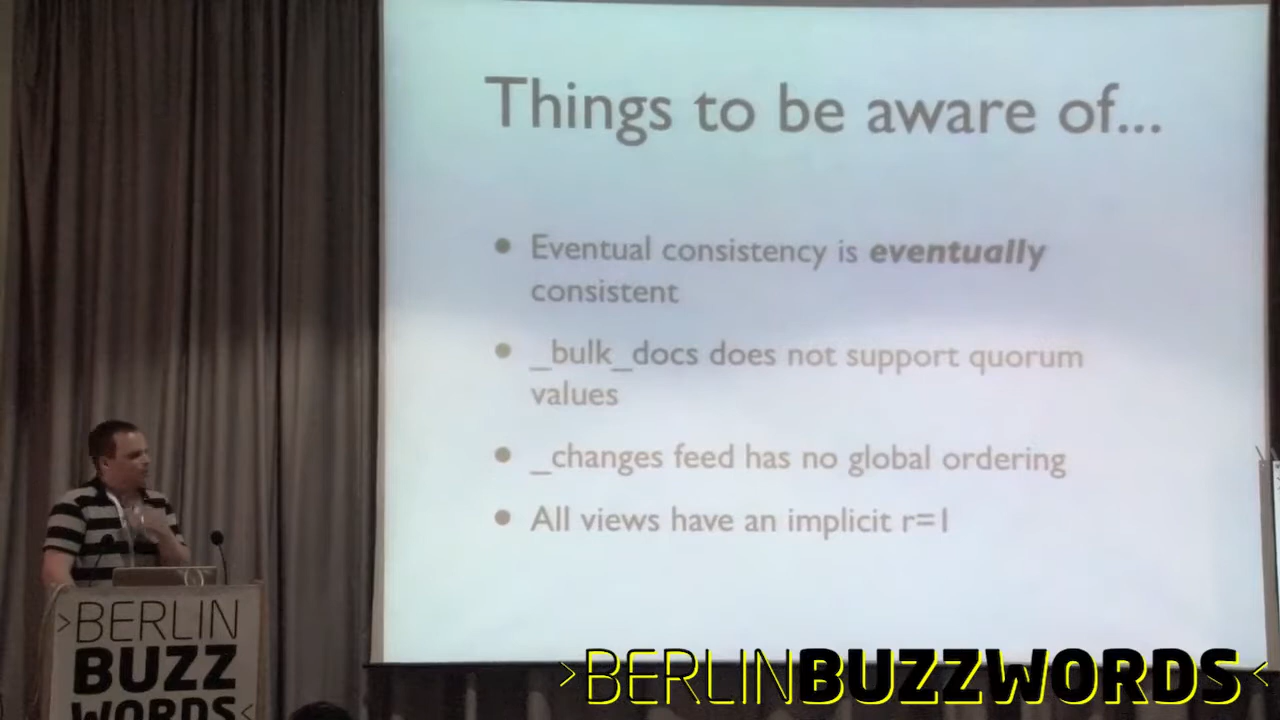 Things to be aware of...
• Eventual consistency is eventually
consistent
• _bulk_docs does not support quorum
values
• _changes feed has no global ordering
• All views have an implicit r=1
>BERLIN
BUZZ
WORDS<
>BERLINBUZZWORDS<